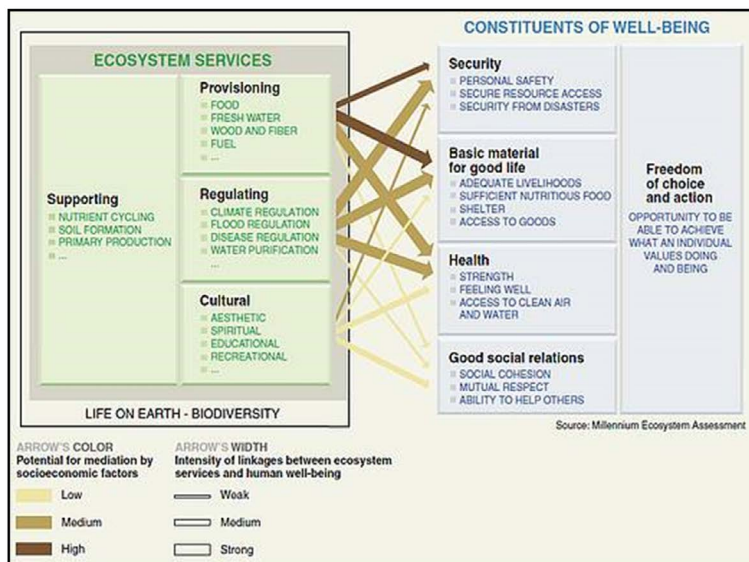 CONSTITUENTS OF WELL-BEING
ECOSYSTEM SERVICES
Supporting
NUTRIENT CYCLING
SOIL FORMATION
PRIMARY PRODUCTION
...
Provisioning
FOOD
FRESH WATER
WOOD AND FIBER
FUEL
...
Regulating
CLIMATE REGULATION
FLOOD REGULATION
DISEASE REGULATION
WATER PURIFICATION
...
Cultural
AESTHETIC
SPIRITUAL
EDUCATIONAL
RECREATIONAL
...
LIFE ON EARTH - BIODIVERSITY
Security
PERSONAL SAFETY
SECURE RESOURCE ACCESS
SECURITY FROM DISASTERS
Basic material
for good life
ADEQUATE LIVELIHOODS
SUFFICIENT NUTRITIOUS FOOD
SHELTER
ACCESS TO GOODS
Health
STRENGTH
FEELING WELL
ACCESS TO CLEAN AIR
AND WATER
Good social relations
SOCIAL COHESION
MUTUAL RESPECT
ABILITY TO HELP OTHERS
Freedom
of choice
and action
OPPORTUNITY TO BE
ABLE TO ACHIEVE
WHAT AN INDIVIDUAL
VALUES DOING
AND BEING
Source: Millennium Ecosystem Assessment
ARROW'S COLOR
Potential for mediation by
socioeconomic factors
Low
Medium
High
ARROW'S WIDTH
Intensity of linkages between ecosystem
services and human well-being
Weak
Medium
Strong